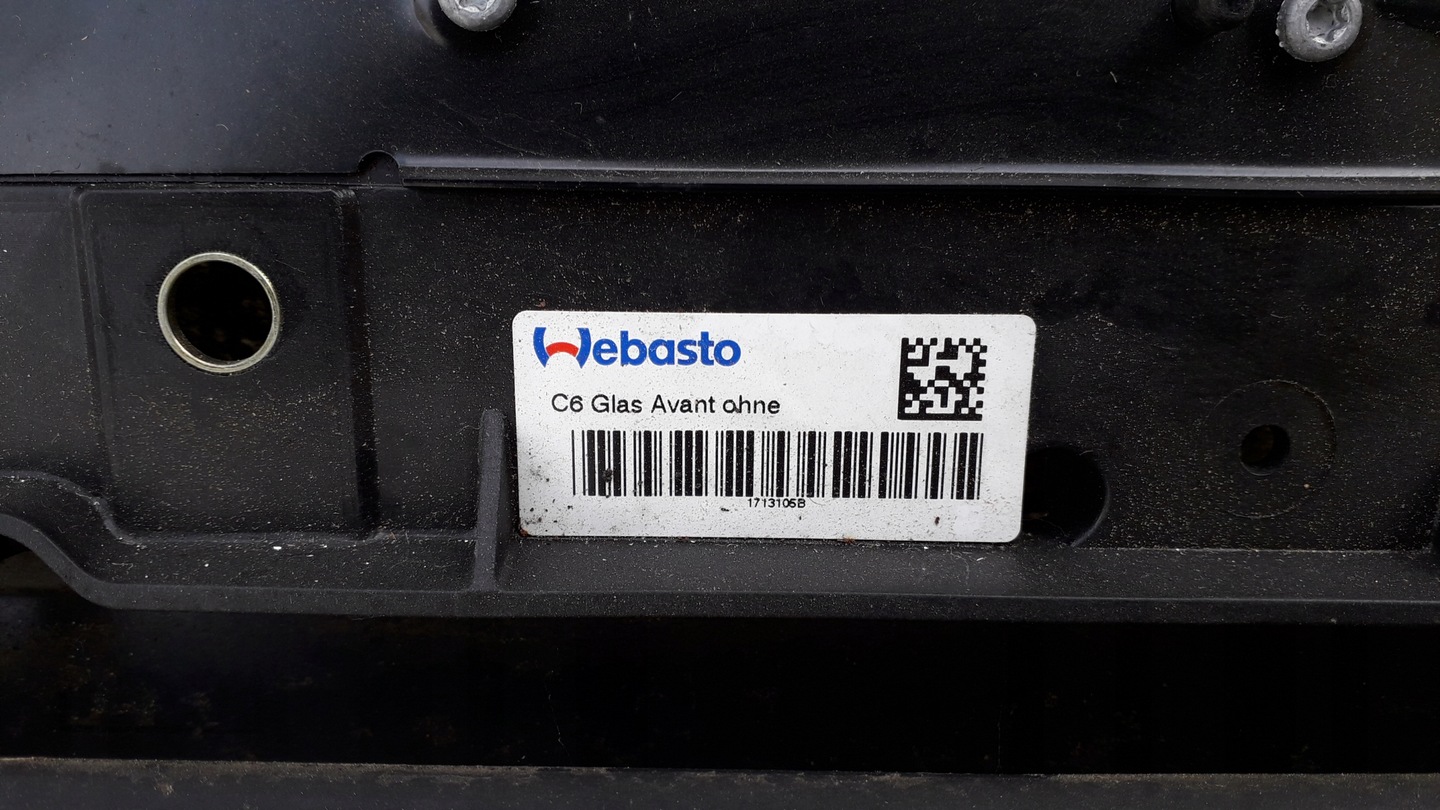 Webasto
C6 Glas Avant ohne
1713105B